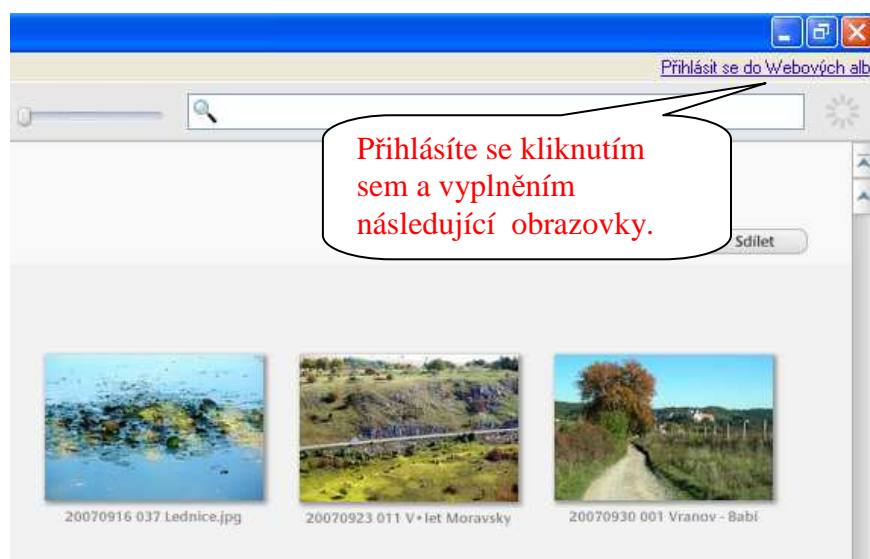 Přihlásit se do Webových alb
Přihlásíte se kliknutím
sem a vyplněním
následující obrazovky.
Sdílet
20070916 037 Lednice.jpg
20070923 011 V•let Moravsky
20070930 001 Vranov - Babí